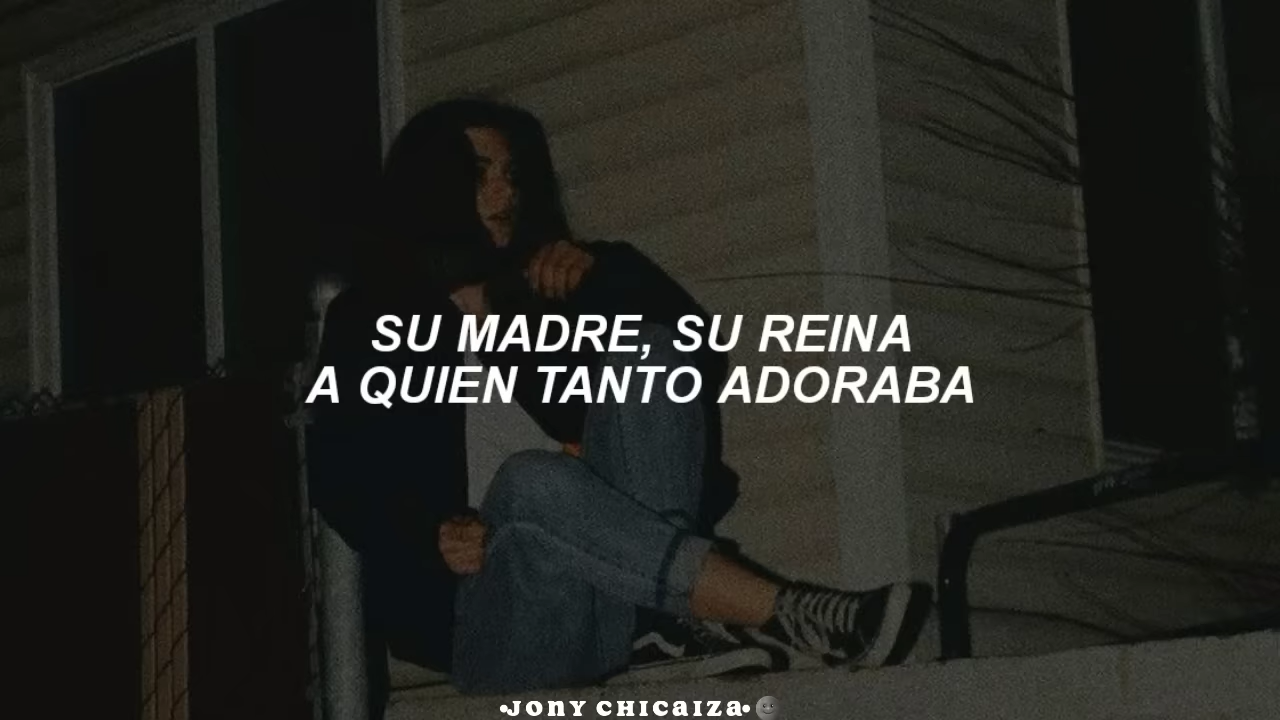 SU MADRE, SU REINA
A QUIEN TANTO ADORABA
•JONY CHICAIZA•🌚